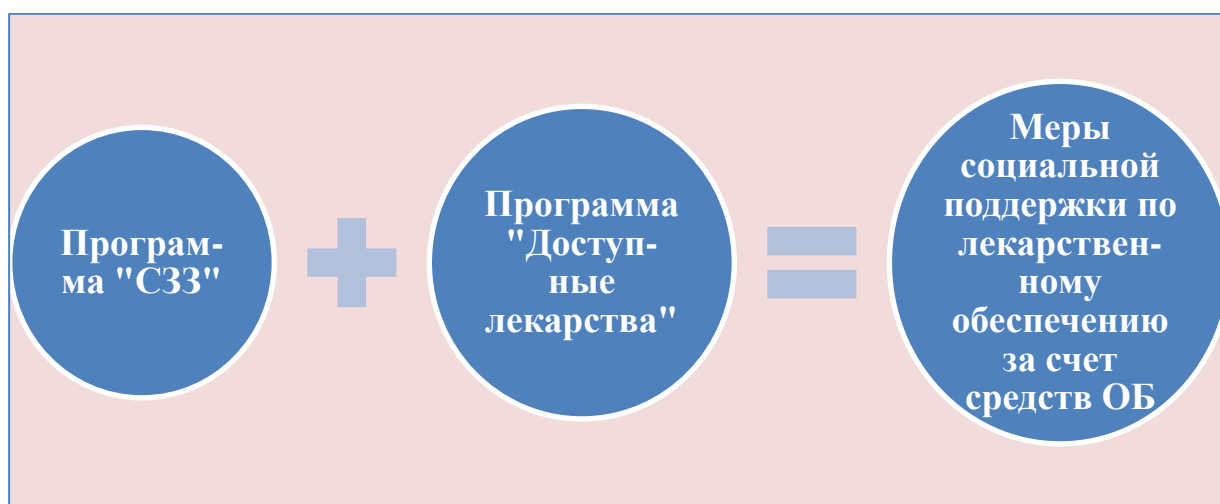 Програм-
ма "СЗЗ"
Программа
"Доступ-
ные
лекарства"
Меры
социальной
поддержки по
лекарствен-
ному
обеспечению
за счет
средств ОБ